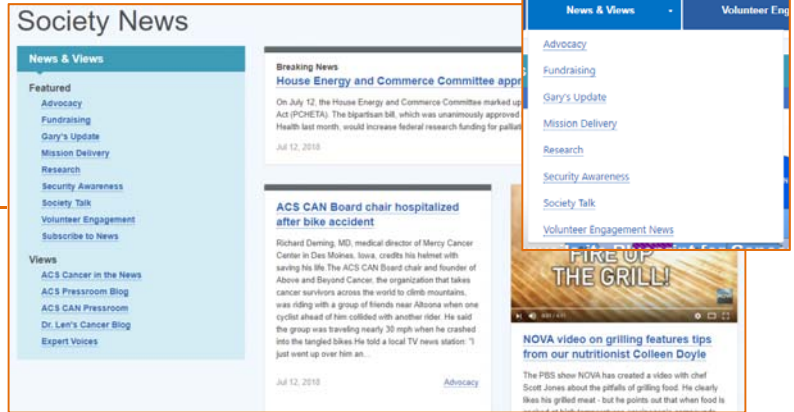 Society News
News & Views
Featured
Advocacy
Fundraising
Gary's Update
Mission Delivery
Research
Security Awareness
Society Talk
Volunteer Engagement
Subscribe to News
Views
ACS Cancer in the News
ACS Pressroom Blog
ACS CAN Pressroom
Dr. Len's Cancer Blog
Expert Voices
Breaking News
House Energy and Commerce Committee appr
On July 12, the House Energy and Commerce Committee marked up
Act (PCHETA). The bipartisan bill, which was unanimously approved
Health last month, would increase federal research funding for palliat
Jul 12, 2018
ACS CAN Board chair hospitalized
after bike accident
Richard Deming, MD, medical director of Mercy Cancer
Center in Des Moines, Iowa, credits his helmet with
saving his life. The ACS CAN Board chair and founder of
Above and Beyond Cancer, the organization that takes
cancer survivors across the world to climb mountains,
was riding with a group of friends near Altoona when one
cyclist ahead of him collided with another rider. He said
the group was traveling nearly 30 mph when he crashed
into the tangled bikes. He told a local TV news station: "I
just went up over him an...
Jul 12, 2018 Advocacy
News & Views
Volunteer Eng
Advocacy
Fundraising
Gary's Update
Mission Delivery
Research
Security Awareness
Society Talk
Volunteer Engagement News
FIRE UP
THE GRILL!
NOVA video on grilling features tips
from our nutritionist Colleen Doyle
The PBS show NOVA has created a video with chef
Scott Jones about the pitfalls of grilling food. He clearly
likes his grilled meat - but he points out that when food is